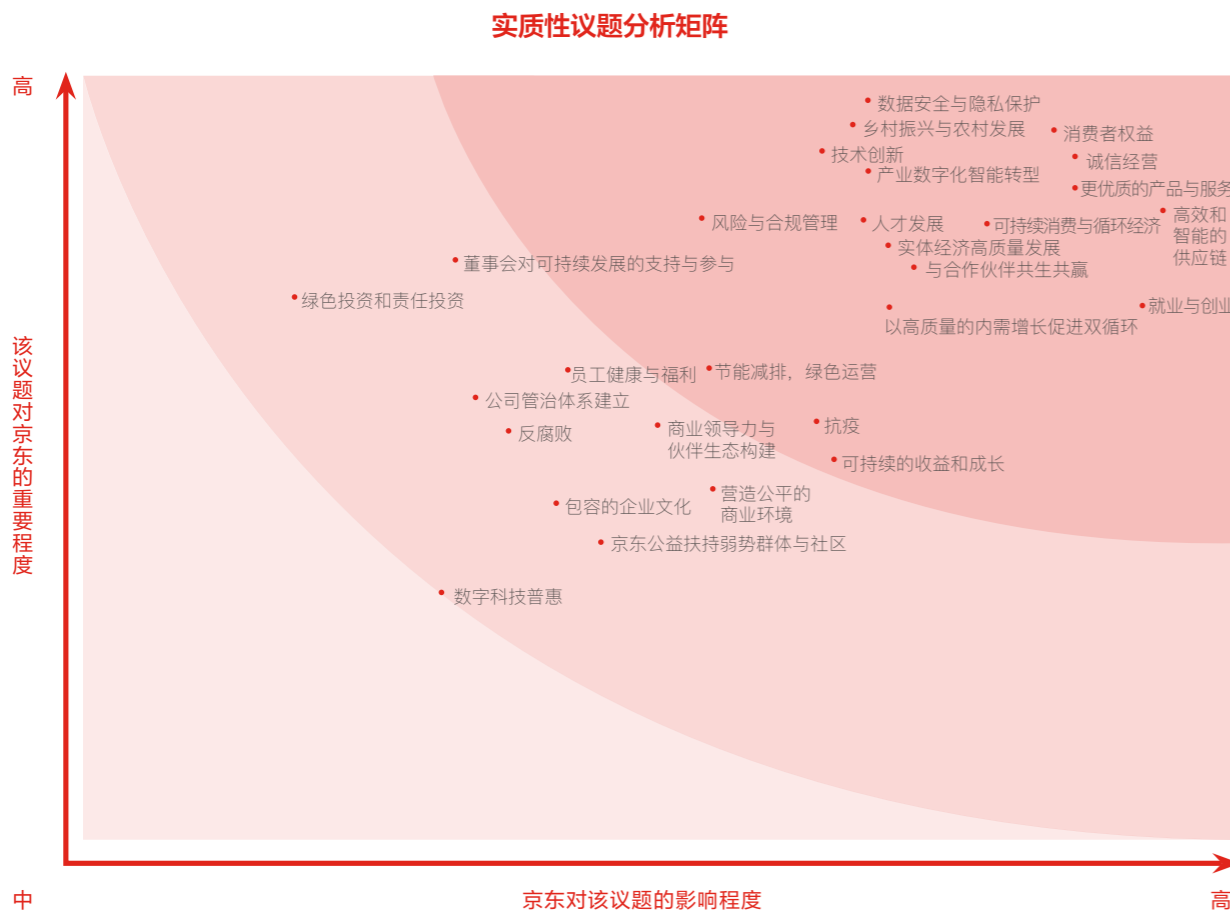 实质性议题分析矩阵
高
数据安全与隐私保护
乡村振兴与农村发展
消费者权益
技术创新
诚信经营
产业数字化智能转型
更优质的产品与服务
风险与合规管理
人才发展
可持续消费与循环经济
高效和
智能的
供应链
实体经济高质量发展
董事会对可持续发展的支持与参与
与合作伙伴共生共赢
绿色投资和责任投资
就业与创业
以高质量的内需增长促进双循环
该议题对京东的重要程度
员工健康与福利
节能减排，绿色运营
公司管治体系建立
反腐败
商业领导力与
伙伴生态构建
抗疫
可持续的收益和成长
包容的企业文化
营造公平的
商业环境
京东公益扶持弱势群体与社区
数字科技普惠
中
京东对该议题的影响程度
高